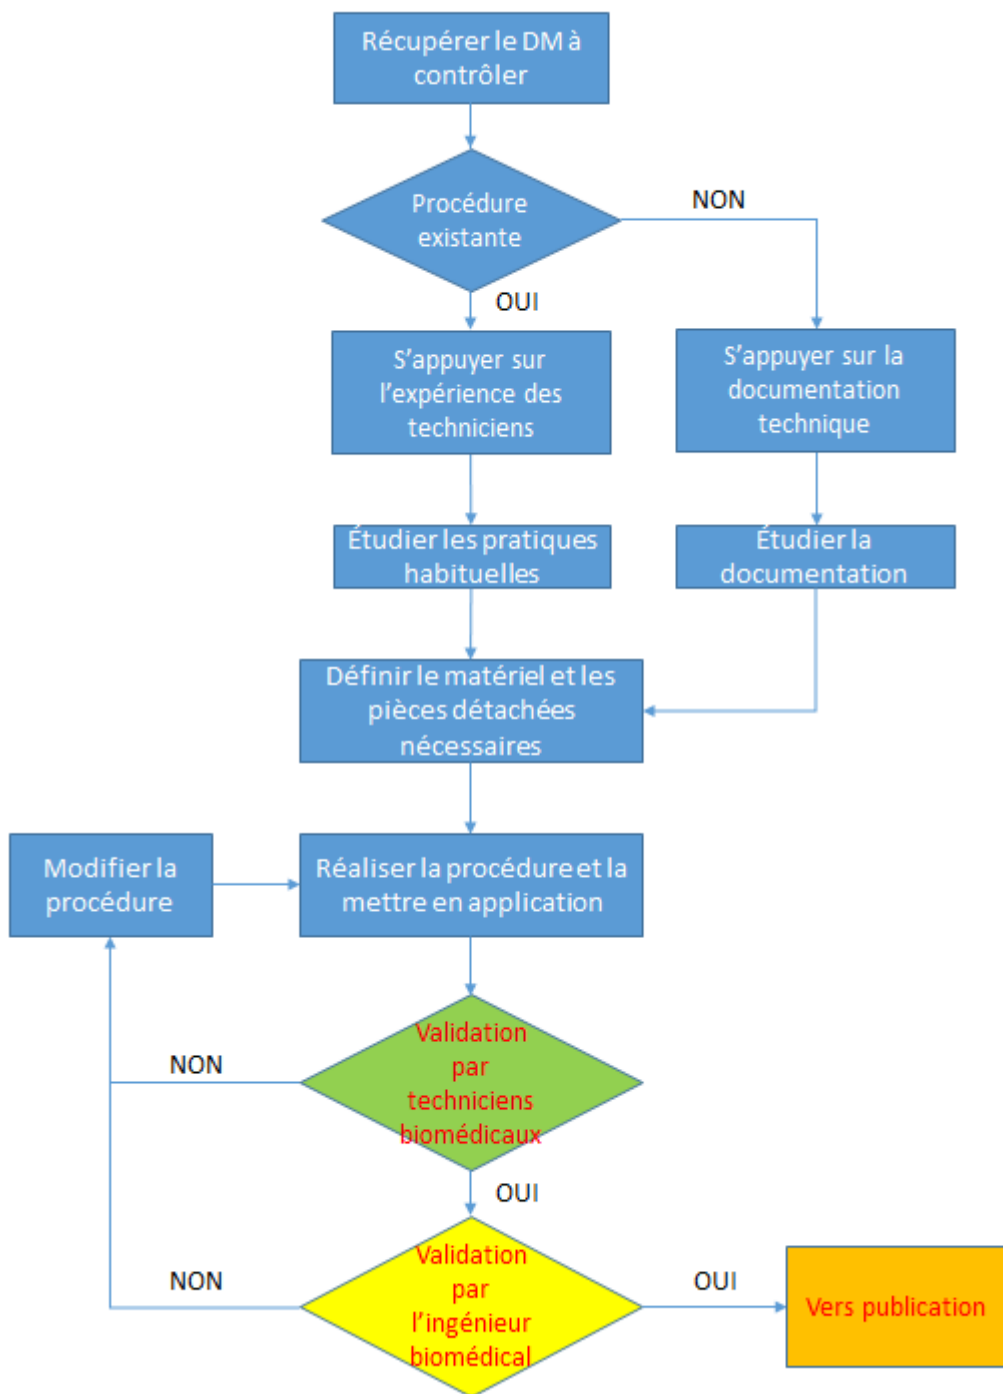 Récupérer le DM à
contrôler
Procédure
existante
NON
OUI
S'appuyer sur
l'expérience des
techniciens
S'appuyer sur la
documentation
technique
Étudier les pratiques
habituelles
Étudier la
documentation
Définir le matériel et les
pièces détachées
nécessaires
Modifier la
procédure
Réaliser la procédure et la
mettre en application
Validation
par
techniciens
biomédicaux
NON
OUI
Validation
par
l'ingénieur
biomédical
NON
OUI
Vers publication